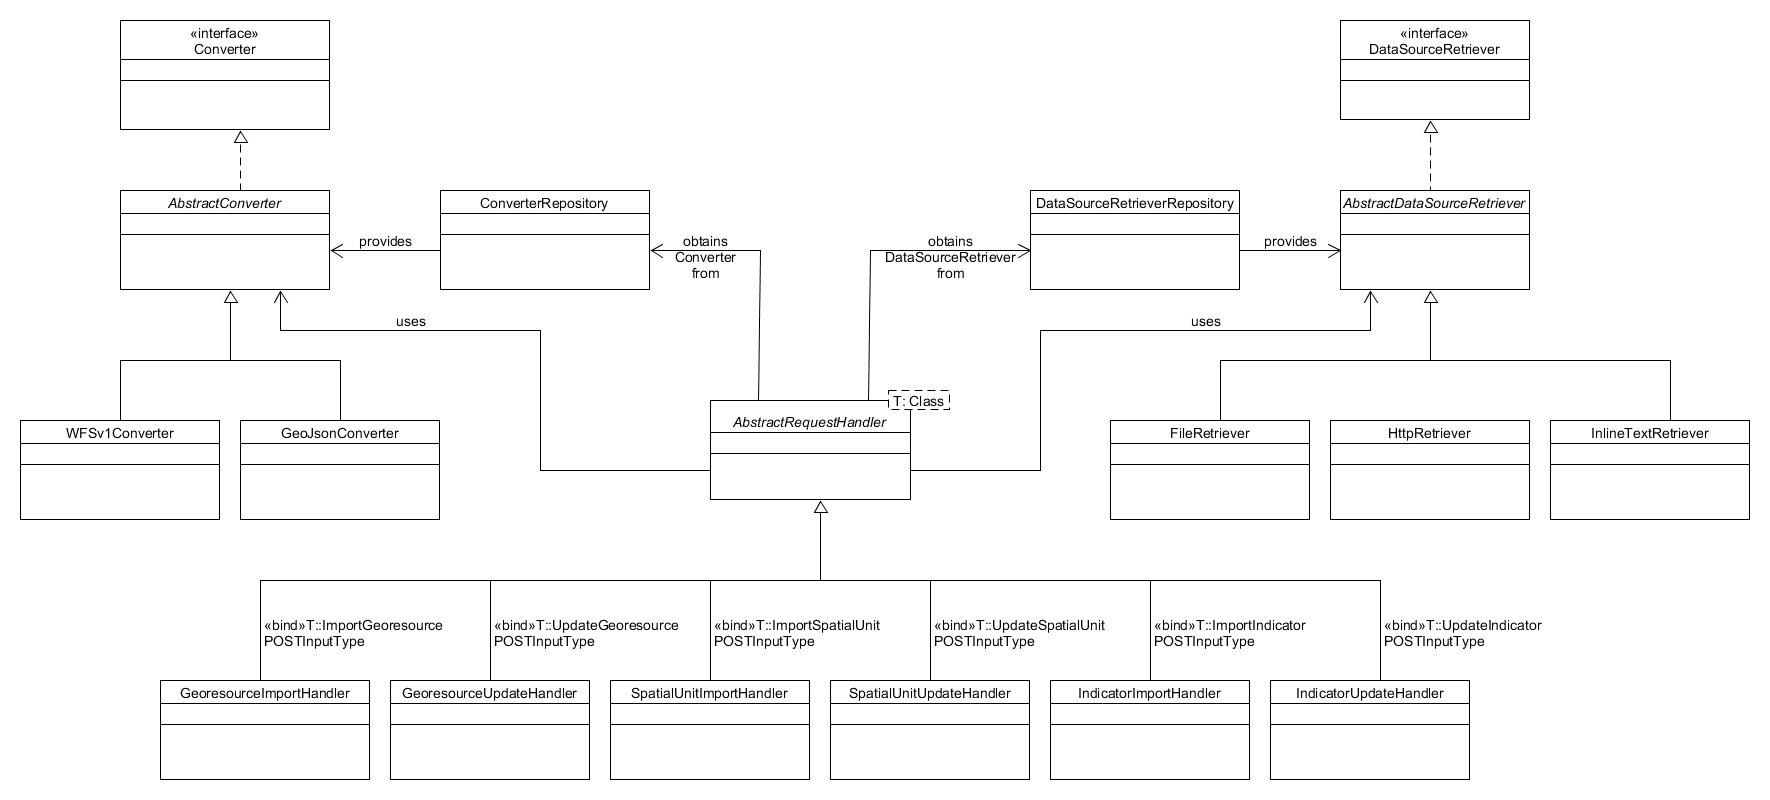 «interface»
Converter
«interface»
DataSourceRetriever
AbstractConverter
ConverterRepository
DataSourceRetrieverRepository
AbstractDataSourceRetriever
provides
obtains
Converter
from
obtains
DataSourceRetriever
from
provides
uses
uses
T: Class
AbstractRequestHandler
WFSv1Converter
GeoJsonConverter
FileRetriever
HttpRetriever
InlineTextRetriever
«bind»T::ImportGeoresource
POSTInputType
«bind»T::UpdateGeoresource
POSTInputType
«bind»T::ImportSpatialUnit
POSTInputType
«bind»T::UpdateSpatialUnit
POSTInputType
«bind»T::ImportIndicator
POSTInputType
«bind»T::UpdateIndicator
POSTInputType
GeoresourceImportHandler
GeoresourceUpdateHandler
SpatialUnitImportHandler
SpatialUnitUpdateHandler
IndicatorImportHandler
IndicatorUpdateHandler